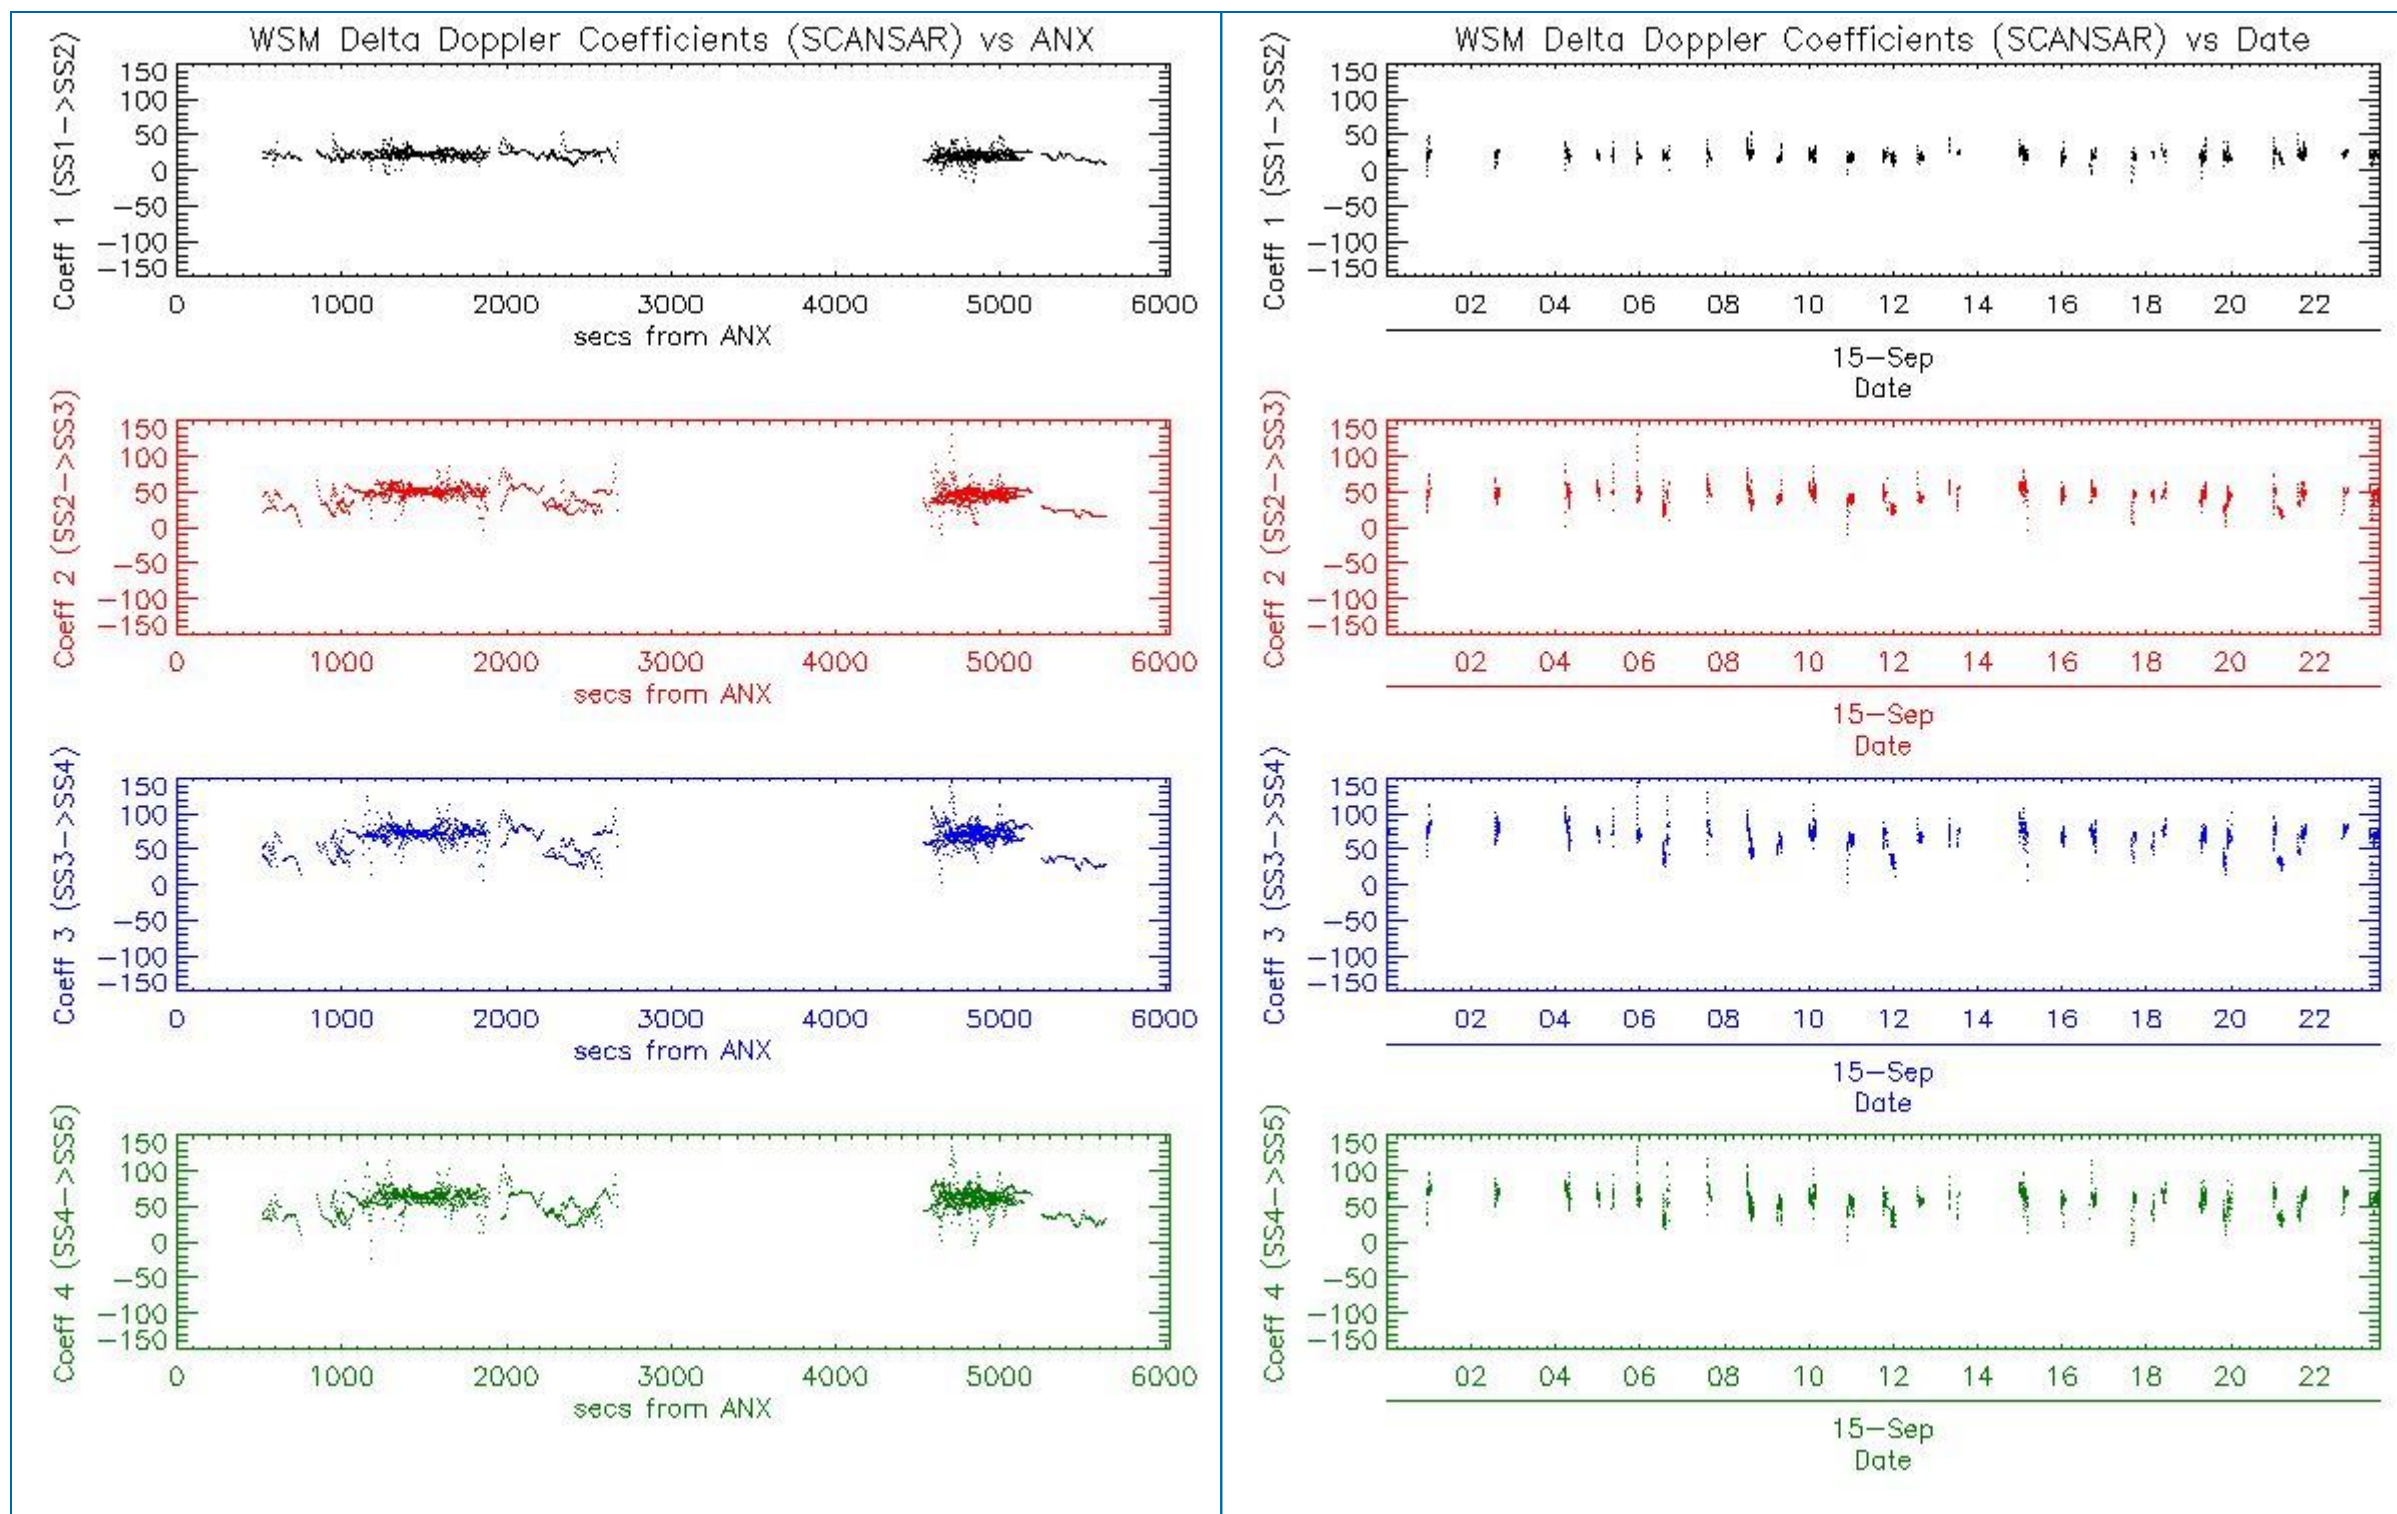 WSM Delta Doppler Coefficients (SCANSAR) vs ANX
Coeff 1 (SS1->SS2)
150
100
50
0
-50
-100
-150
0 1000 2000 3000 4000 5000 6000
secs from ANX
Coeff 2 (SS2->SS3)
150
100
50
0
-50
-100
-150
0 1000 2000 3000 4000 5000 6000
secs from ANX
Coeff 3 (SS3->SS4)
150
100
50
0
-50
-100
-150
0 1000 2000 3000 4000 5000 6000
secs from ANX
Coeff 4 (SS4->SS5)
150
100
50
0
-50
-100
-150
0 1000 2000 3000 4000 5000 6000
secs from ANX
WSM Delta Doppler Coefficients (SCANSAR) vs Date
Coeff 1 (SS1->SS2)
150
100
50
0
-50
-100
-150
02 04 06 08 10 12 14 16 18 20 22
15-Sep
Date
Coeff 2 (SS2->SS3)
150
100
50
0
-50
-100
-150
02 04 06 08 10 12 14 16 18 20 22
15-Sep
Date
Coeff 3 (SS3->SS4)
150
100
50
0
-50
-100
-150
02 04 06 08 10 12 14 16 18 20 22
15-Sep
Date
Coeff 4 (SS4->SS5)
150
100
50
0
-50
-100
-150
02 04 06 08 10 12 14 16 18 20 22
15-Sep
Date